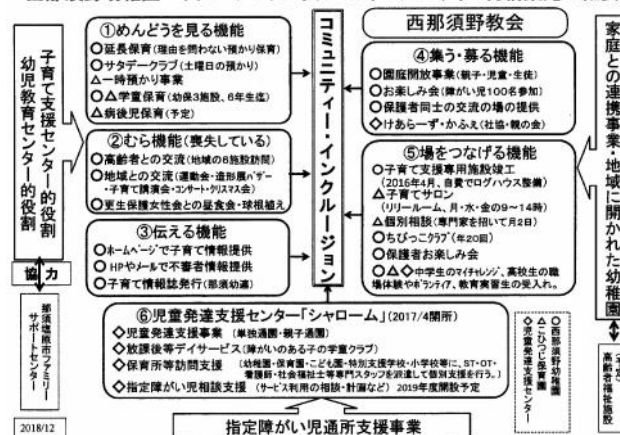 西那須野教会
子育て支援センター的役割
幼児教育センター的役割
協力
那須塩原市ファミリー
サポートセンター
2018/12
①めんどうを見る機能
○延長保育(理由を問わない預かり保育)
○サタデークラブ(土曜日の預かり)
△一時預かり事業
○△学童保育(幼保3施設、6年生迄)
△病後児保育(予定)
②むら機能(喪失している)
○高齢者との交流(地域の6施設訪問)
○地域との交流(運動会・造形展バザー
・子育て講演会・コンサート・クリスマス会)
○更生保護女性会との昼食会・球根植え
③伝える機能
○ホームページで子育て情報提供
○HPやメールで不審者情報提供
○子育て情報誌発行(那須幼連)
コミュニティー・インクルージョン
④集う・募る機能
○園庭開放事業(親子・児童・生徒)
○お楽しみ会(障がい児100名参加)
○保護者同士の交流の場の提供
◇けあらーず・かふぇ(社協・親の会)
⑤場をつなげる機能
○子育て支援専用施設竣工
(2016年4月、自費でログハウス整備)
△子育てサロン
(リリールーム、月・水・金の9~14時)
△個別相談(専門家を招いて月2日)
○ちびっこクラブ(年20回)
○保護者お楽しみ会
○△◇中学生のマイチャレンジ、高校生の職
場体験やボランティア、教育実習生の受入れ。
⑥児童発達支援センター「シャローム」(2017/4開所)
◇児童発達支援事業 (単独通園・親子通園)
◇放課後等デイサービス(障がいのある子の学童クラブ)
◇保育所等訪問支援 (幼稚園・保育園・こども園・特別支援学校・小学校等に、ST・OT・
看護師・社会福祉士等専門スタッフを派遣して個別支援を行う。)
◇指定障がい児相談支援 (サービス利用の相談・計画など) 2019年度開設予定
指定障がい児通所支援事業
家庭との連携事業・地域に開かれた幼稚園
○西那須野幼稚園
△こひつじ保育園
◇児童発達支援センター
高齢者福祉施設